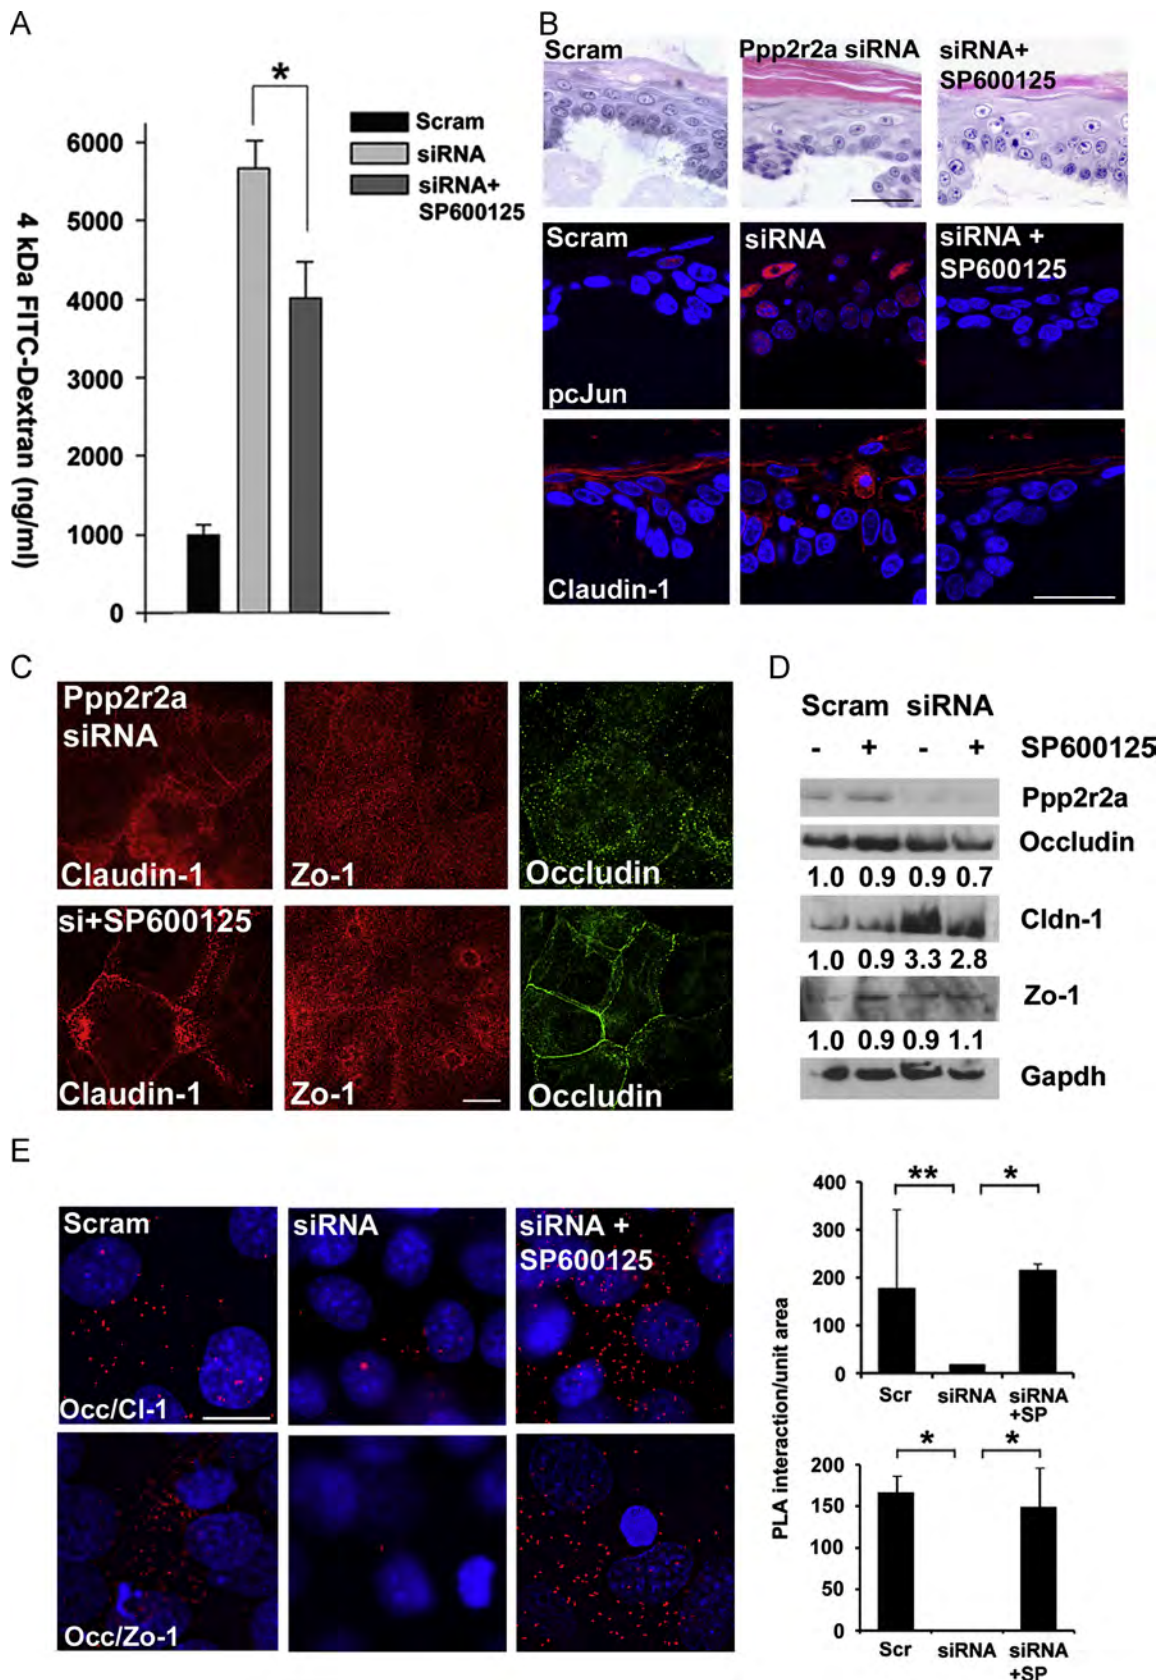 A
*
Scram
siRNA
siRNA+
SP600125
4 kDa FITC-Dextran (ng/ml)
6000
5000
4000
3000
2000
1000
0
B
Scram
Ppp2r2a siRNA
siRNA+
SP600125
Scram
siRNA
siRNA +
SP600125
pcJun
Claudin-1
C
Ppp2r2a
siRNA
Claudin-1
Zo-1
Occludin
si+SP600125
Claudin-1
Zo-1
Occludin
D
Scram siRNA
- + - + SP600125
Ppp2r2a
Occludin
1.0 0.9 0.9 0.7
Cldn-1
1.0 0.9 3.3 2.8
Zo-1
1.0 0.9 0.9 1.1
Gapdh
E
Scram
siRNA
siRNA +
SP600125
Occ/Cl-1
Occ/Zo-1
PLA interaction/unit area
** *
400
300
200
100
0
Scr siRNA siRNA
+SP
* *
200
150
100
50
0
Scr siRNA siRNA
+SP